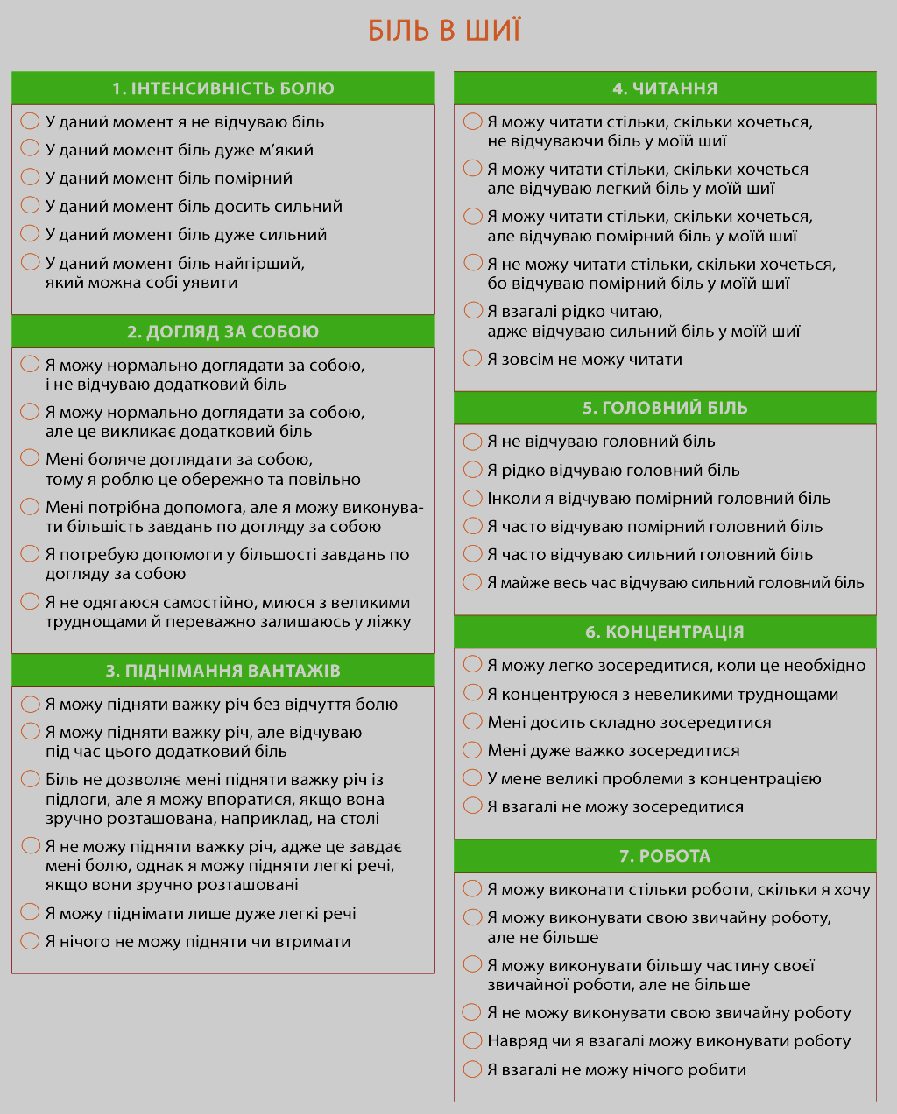 БІЛЬ В ШИЇ
1. ІНТЕНСИВНІСТЬ БОЛЮ
У даний момент я не відчуваю біль
У даний момент біль дуже м’який
У даний момент біль помірний
У даний момент біль досить сильний
У даний момент біль дуже сильний
У даний момент біль найгірший,
який можна собі уявити
2. ДОГЛЯД ЗА СОБОЮ
Я можу нормально доглядати за собою,
і не відчуваю додатковий біль
Я можу нормально доглядати за собою,
але це викликає додатковий біль
Мені боляче доглядати за собою,
тому я роблю це обережно та повільно
Мені потрібна допомога, але я можу виконува-
ти більшість завдань по догляду за собою
Я потребую допомоги у більшості завдань по
догляду за собою
Я не одягаюся самостійно, миюся з великими
труднощами й переважно залишаюсь у ліжку
3. ПІДНІМАННЯ ВАНТАЖІВ
Я можу підняти важку річ без відчуття болю
Я можу підняти важку річ, але відчуваю
під час цього додатковий біль
Біль не дозволяє мені підняти важку річ із
підлоги, але я можу впоратися, якщо вона
зручно розташована, наприклад, на столі
Я не можу підняти важку річ, адже це завдає
мені болю, однак я можу підняти легкі речі,
якщо вони зручно розташовані
Я можу піднімати лише дуже легкі речі
Я нічого не можу підняти чи втримати
4. ЧИТАННЯ
Я можу читати стільки, скільки хочеться,
не відчуваючи біль у моїй шиї
Я можу читати стільки, скільки хочеться
але відчуваю легкий біль у моїй шиї
Я можу читати стільки, скільки хочеться,
але відчуваю помірний біль у моїй шиї
Я не можу читати стільки, скільки хочеться,
бо відчуваю помірний біль у моїй шиї
Я взагалі рідко читаю,
адже відчуваю сильний біль у моїй шиї
Я зовсім не можу читати
5. ГОЛОВНИЙ БІЛЬ
Я не відчуваю головний біль
Я рідко відчуваю головний біль
Інколи я відчуваю помірний головний біль
Я часто відчуваю помірний головний біль
Я часто відчуваю сильний головний біль
Я майже весь час відчуваю сильний головний біль
6. КОНЦЕНТРАЦІЯ
Я можу легко зосередитися, коли це необхідно
Я концентруюся з невеликими труднощами
Мені досить складно зосередитися
Мені дуже важко зосередитися
У мене великі проблеми з концентрацією
Я взагалі не можу зосередитися
7. РОБОТА
Я можу виконати стільки роботи, скільки я хочу
Я можу виконувати свою звичайну роботу,
але не більше
Я можу виконувати більшу частину своєї
звичайної роботи, але не більше
Я не можу виконувати свою звичайну роботу
Навряд чи я взагалі можу виконувати роботу
Я взагалі не можу нічого робити